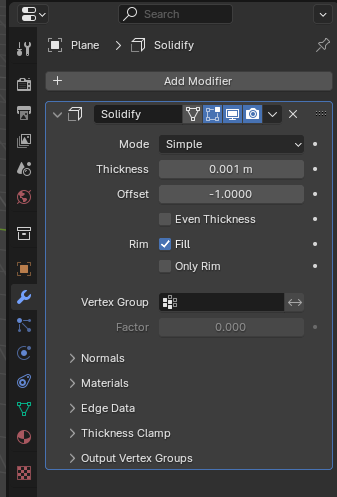 Search
Plane > Solidify
+ Add Modifier
Solidify
Mode Simple
Thickness 0.001 m
Offset -1.0000
Even Thickness
Rim Fill
Only Rim
Vertex Group
Factor 0.000
Normals
Materials
Edge Data
Thickness Clamp
Output Vertex Groups